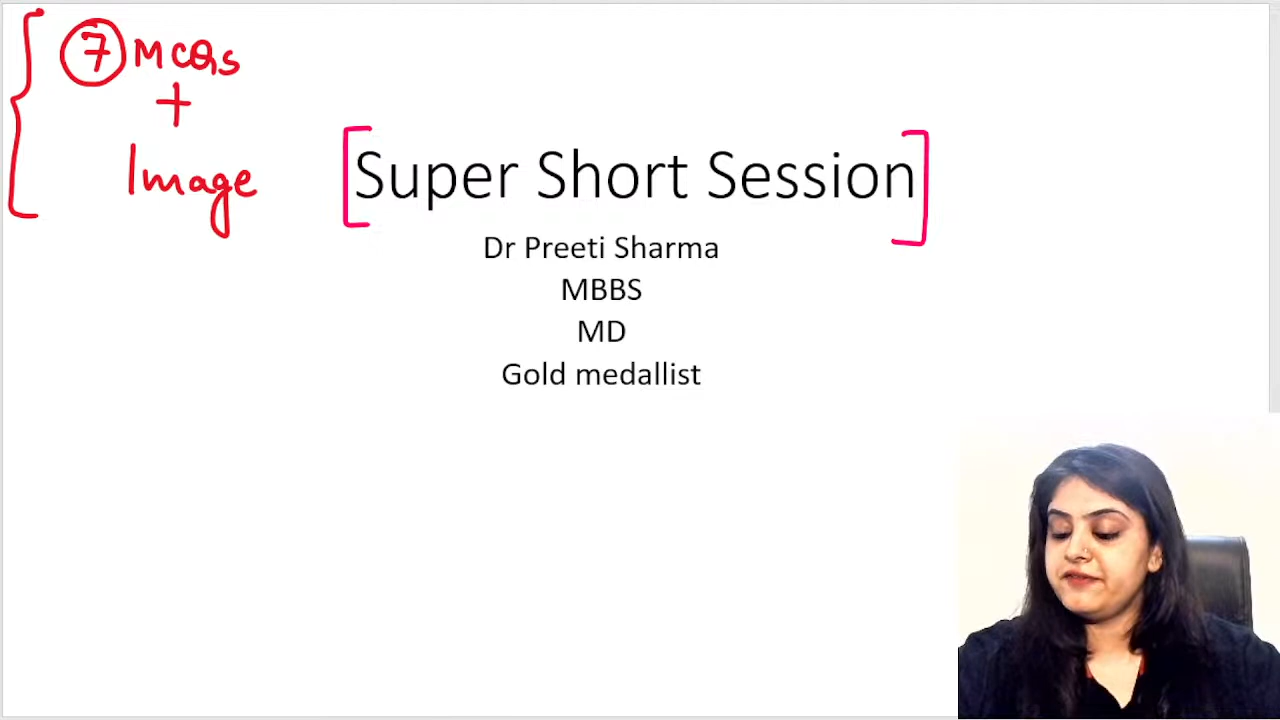 7 MCQs
+
Image
Super Short Session
Dr Preeti Sharma
MBBS
MD
Gold medallist